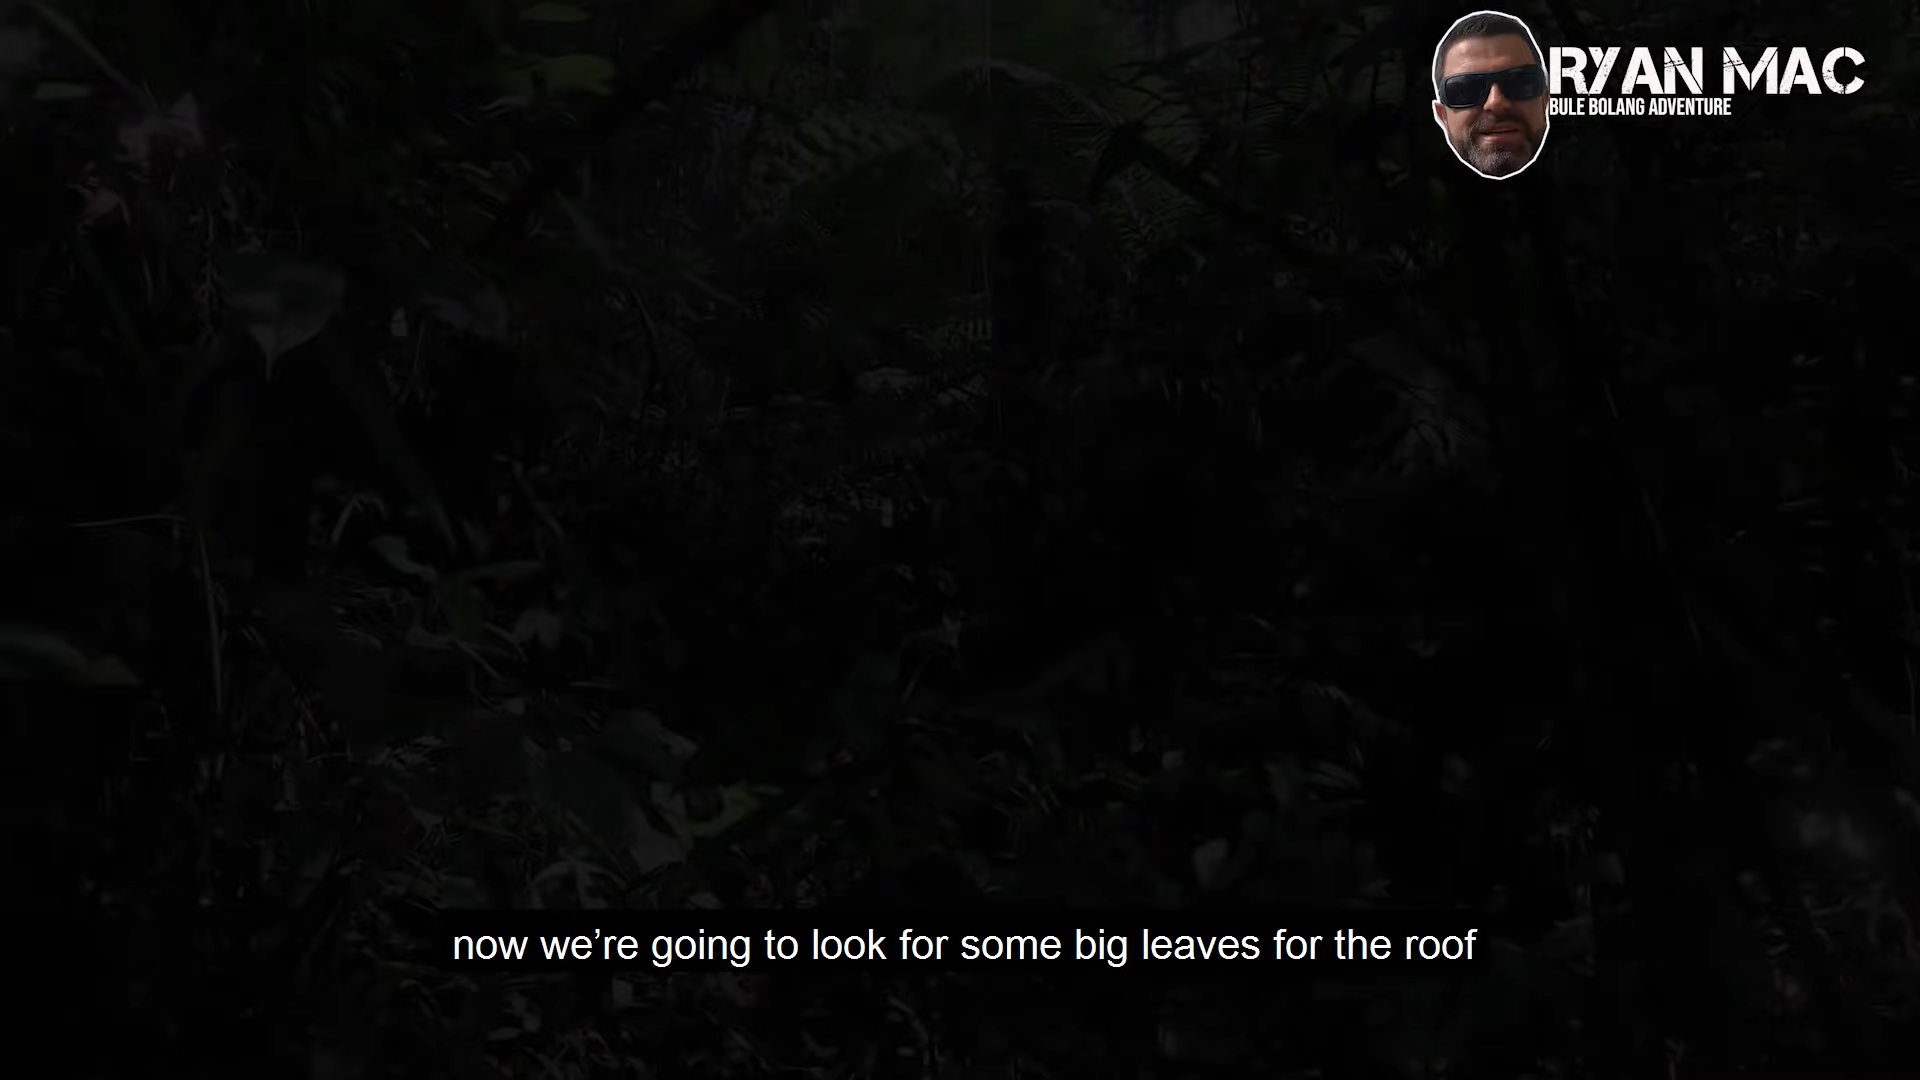 RYAN MAC
BULE BOLANG ADVENTURE
now we’re going to look for some big leaves for the roof